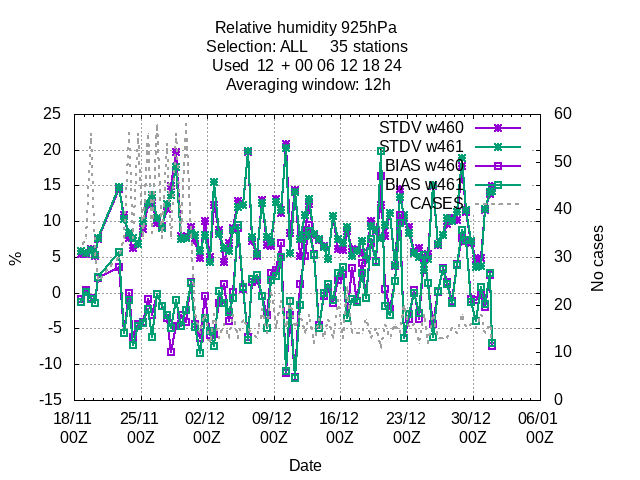 Relative humidity 925hPa
Selection: ALL 35 stations
Used 12 + 00 06 12 18 24
Averaging window: 12h
25
20
15
10
5
0
-5
-10
-15
%
60
50
40
30
20
10
0
No cases
STDV w460
STDV w461
BIAS w460
BIAS w461
CASES
18/11 25/11 02/12 09/12 16/12 23/12 30/12 06/01
00Z 00Z 00Z 00Z 00Z 00Z 00Z 00Z
Date